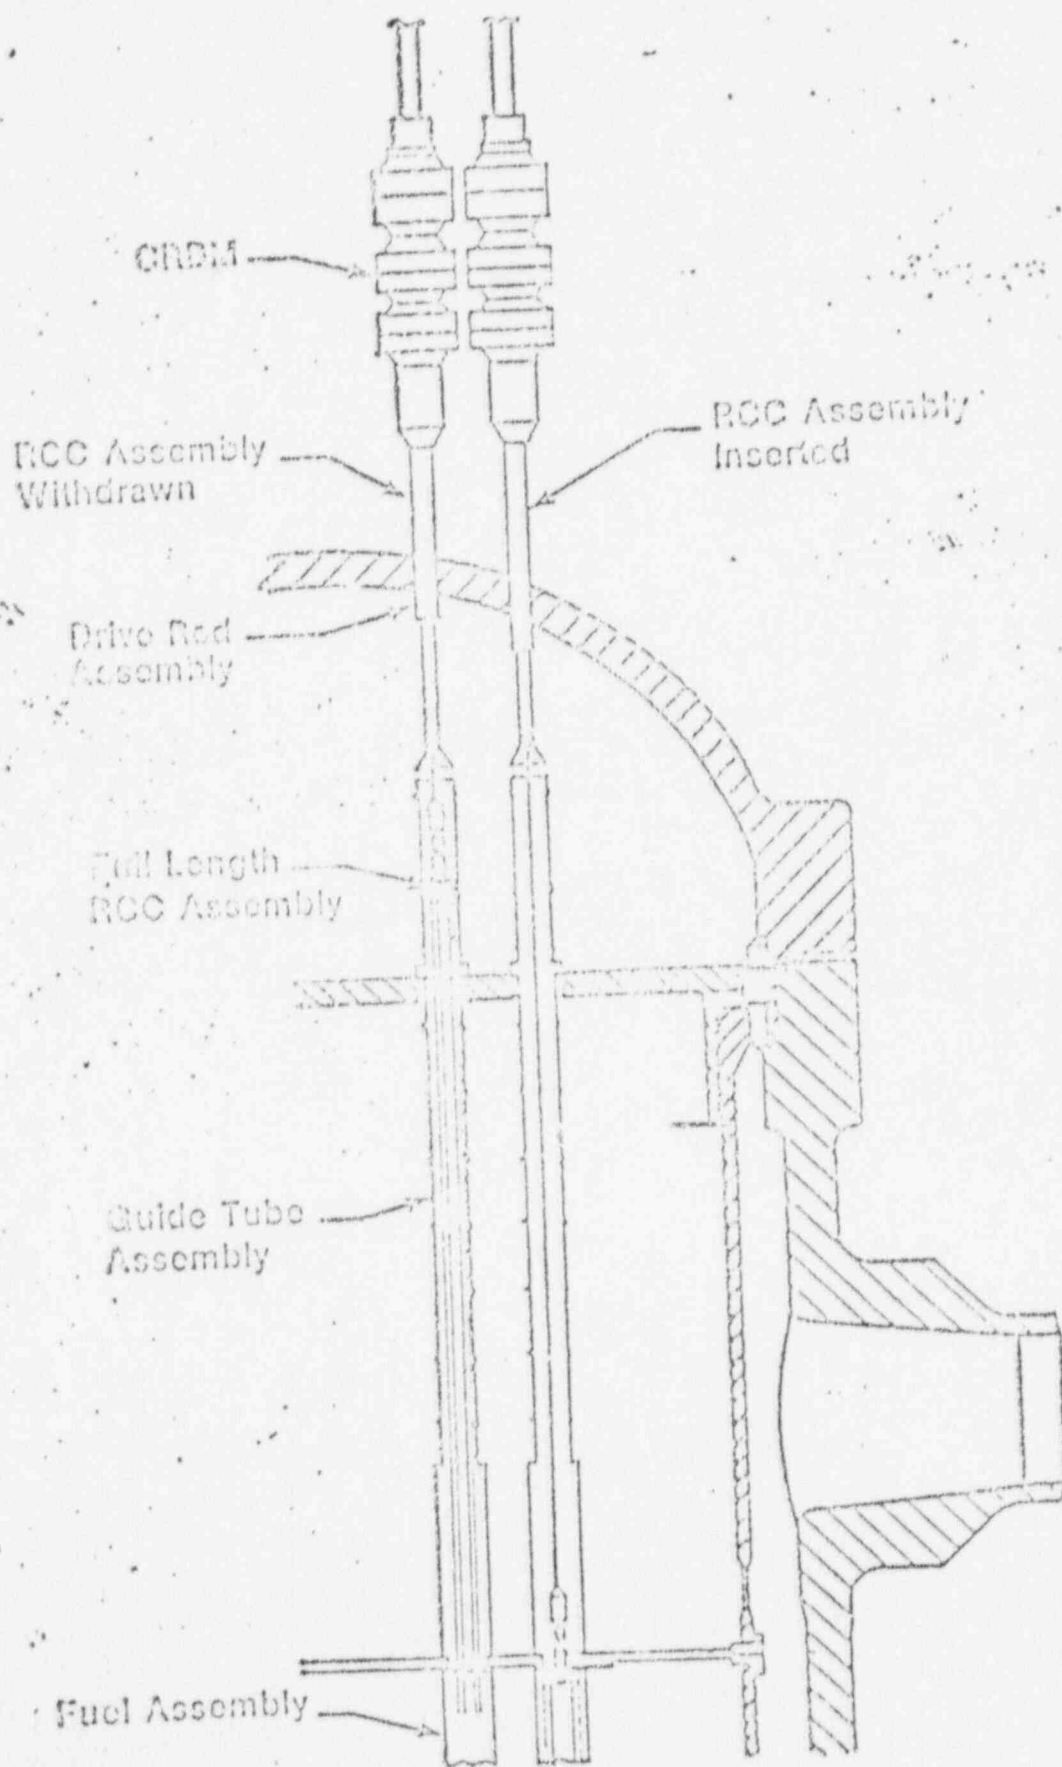 CRDM
RCC Assembly
Inserted
RCC Assembly
Withdrawn
Drive Rod
Assembly
Full Length
RCC Assembly
Guide Tube
Assembly
Fuel Assembly